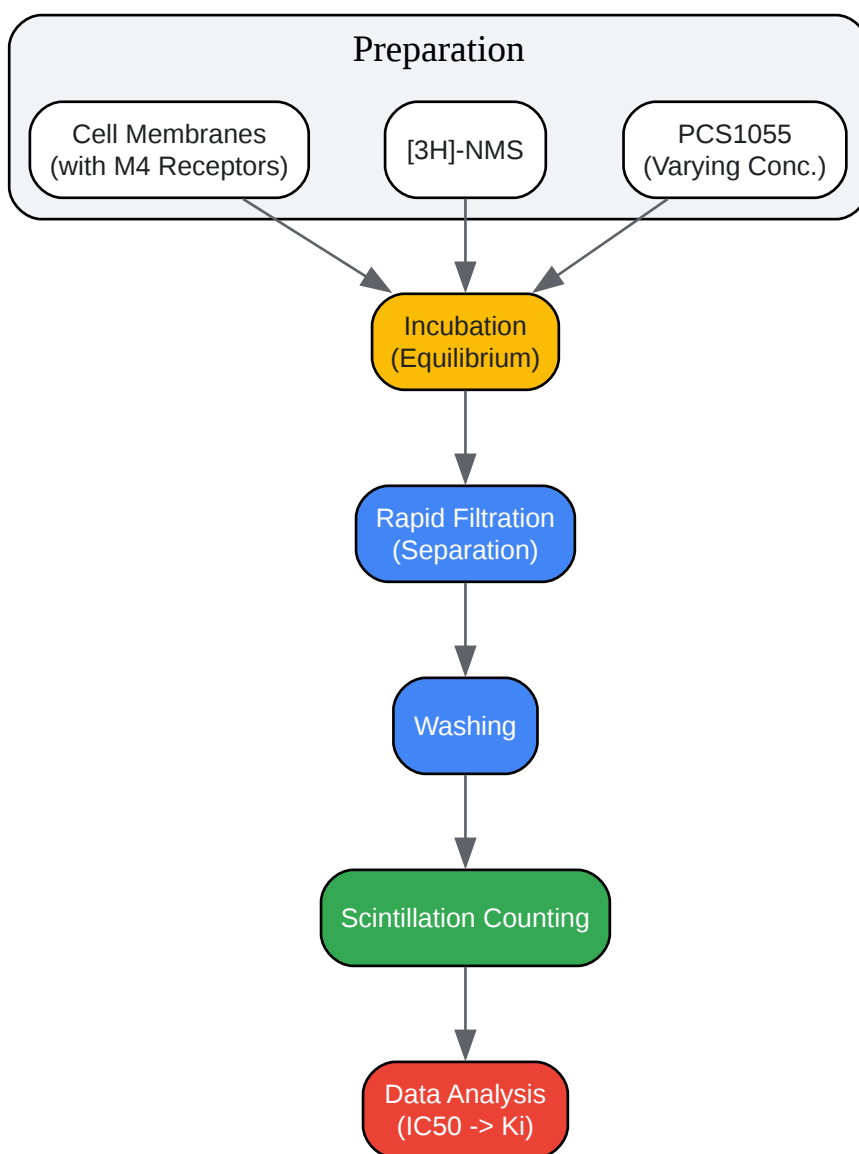 Preparation
Cell Membranes
(with M4 Receptors)
[3H]-NMS
PCS1055
(Varying Conc.)
Incubation
(Equilibrium)
Rapid Filtration
(Separation)
Washing
Scintillation Counting
Data Analysis
(IC50 -> Ki)